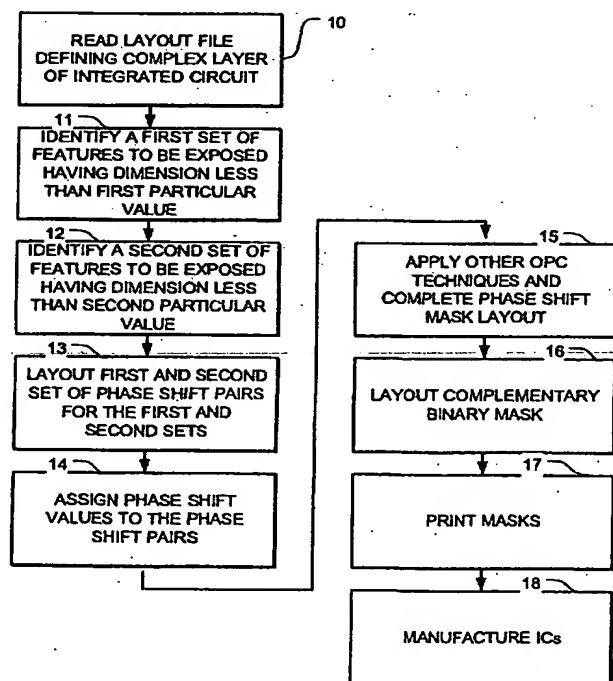 10
READ LAYOUT FILE
DEFINING COMPLEX LAYER
OF INTEGRATED CIRCUIT
11
IDENTIFY A FIRST SET OF
FEATURES TO BE EXPOSED
HAVING DIMENSION LESS
THAN FIRST PARTICULAR
VALUE
12
IDENTIFY A SECOND SET OF
FEATURES TO BE EXPOSED
HAVING DIMENSION LESS
THAN SECOND PARTICULAR
VALUE
13
LAYOUT FIRST AND SECOND
SET OF PHASE SHIFT PAIRS
FOR THE FIRST AND
SECOND SETS
14
ASSIGN PHASE SHIFT
VALUES TO THE PHASE
SHIFT PAIRS
15
APPLY OTHER OPC
TECHNIQUES AND
COMPLETE PHASE SHIFT
MASK LAYOUT
16
LAYOUT COMPLEMENTARY
BINARY MASK
17
PRINT MASKS
18
MANUFACTURE ICs